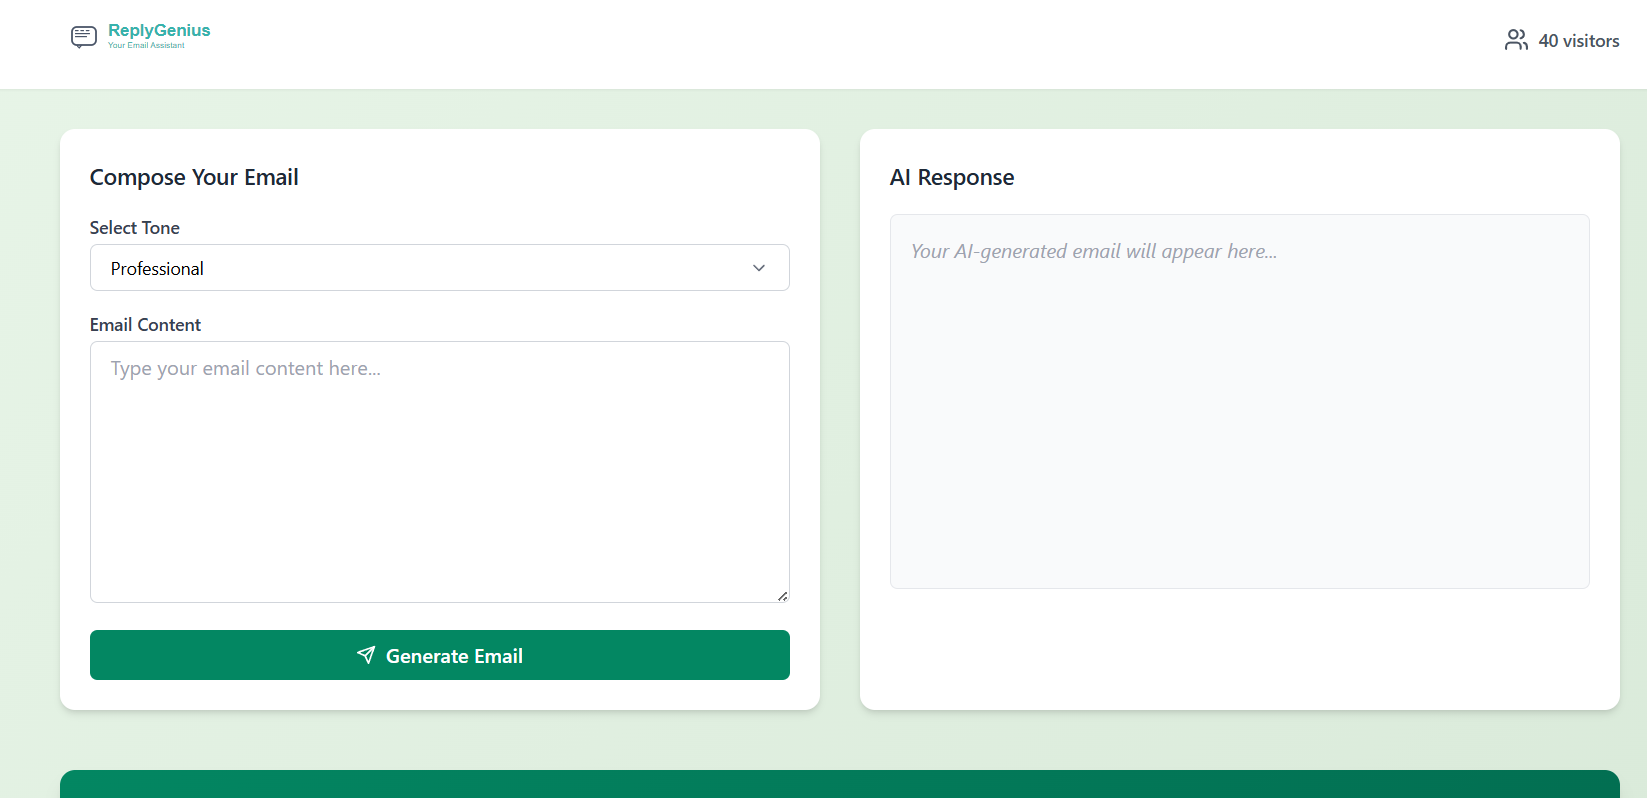 ReplyGenius
Your Email Assistant
40 visitors
Compose Your Email
Select Tone
Professional
Email Content
Type your email content here...
Generate Email
AI Response
Your AI-generated email will appear here...